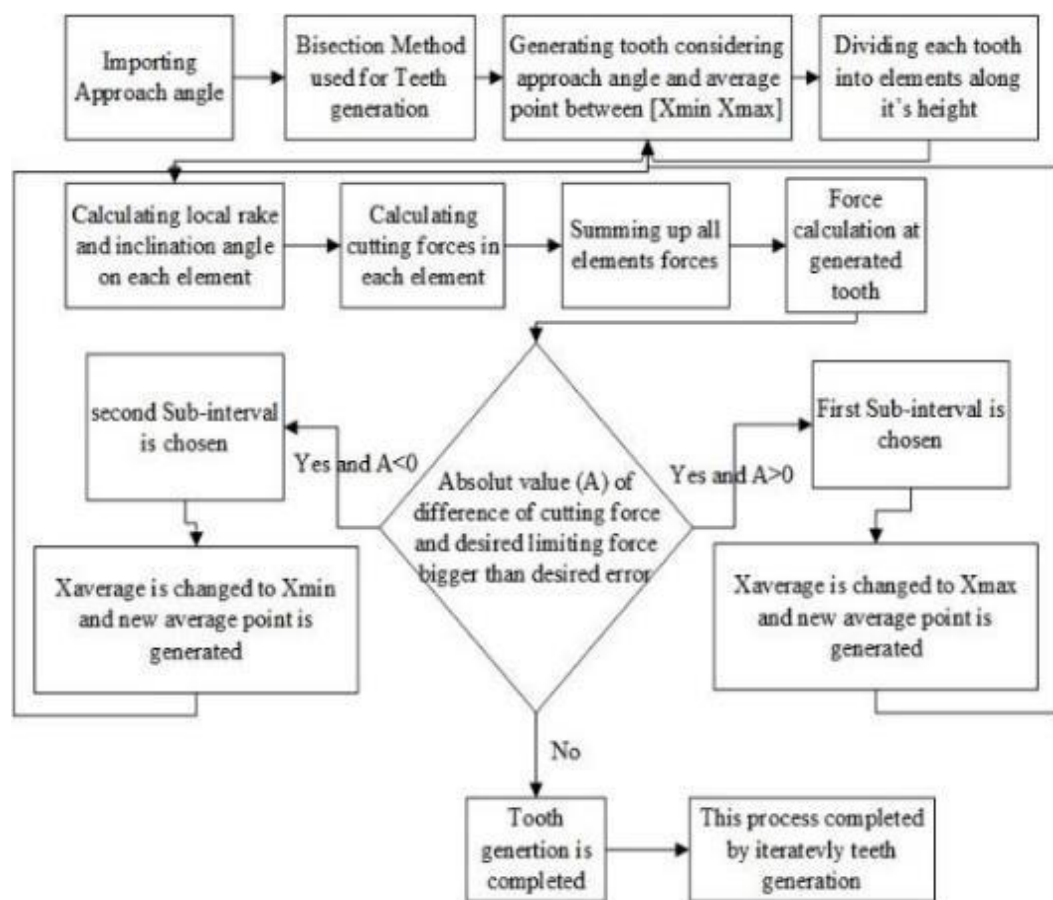 Importing
Approach angle
Bisection Method
used for Teeth
generation
Generating tooth considering
approach angle and average
point between [Xmin Xmax]
Dividing each tooth
into elements along
it`s height
Calculating local rake
and inclination angle
on each element
Calculating
cutting forces in
each element
Summing up all
elements forces
Force
calculation at
generated
tooth
second Sub-interval
is chosen
Yes and A<0
Absolut value (A) of
difference of cutting force
and desired limiting force
bigger than desired error
Yes and A>0
First Sub-interval is
chosen
Xaverage is changed to Xmin
and new average point is
generated
Xaverage is changed to Xmax
and new average point is
generated
No
Tooth
genertion is
completed
This process completed
by iteratevly teeth
generation